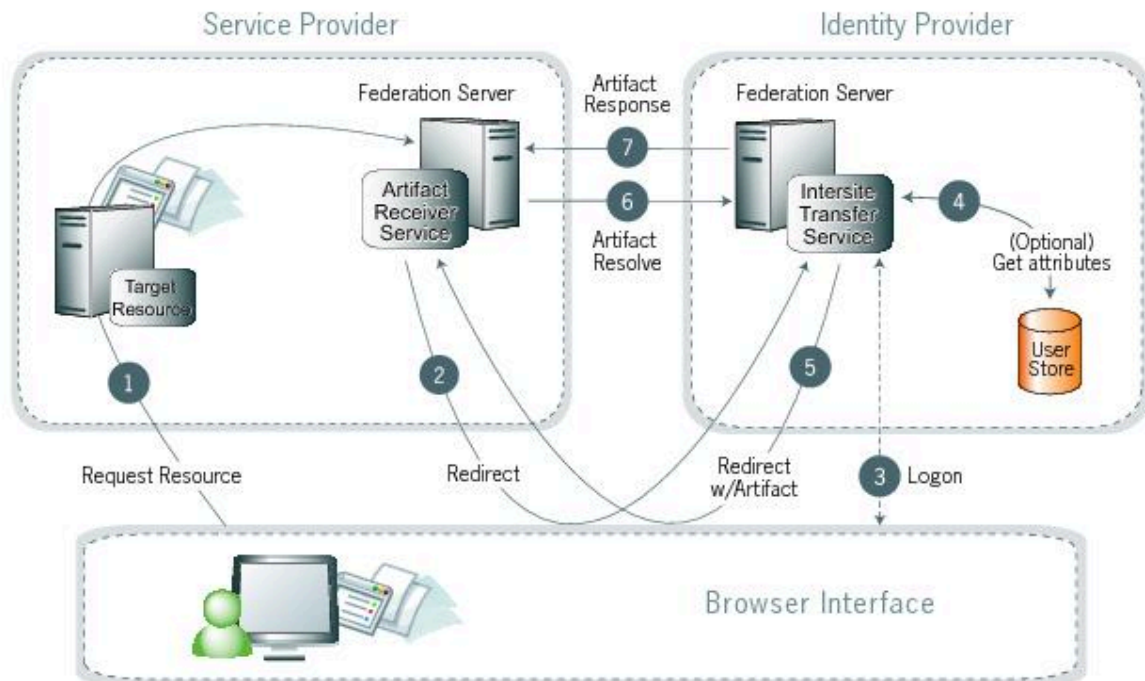 Service Provider
Identity Provider
Federation Server
Artifact
Response
Federation Server
7
Artifact
Receiver
Service
6
Intersite
Transfer
Service
4
Artifact
Resolve
(Optional)
Get attributes
Target
Resource
User
Store
1
2
5
Request Resource
Redirect
Redirect
w/Artifact
3
Logon
Browser Interface